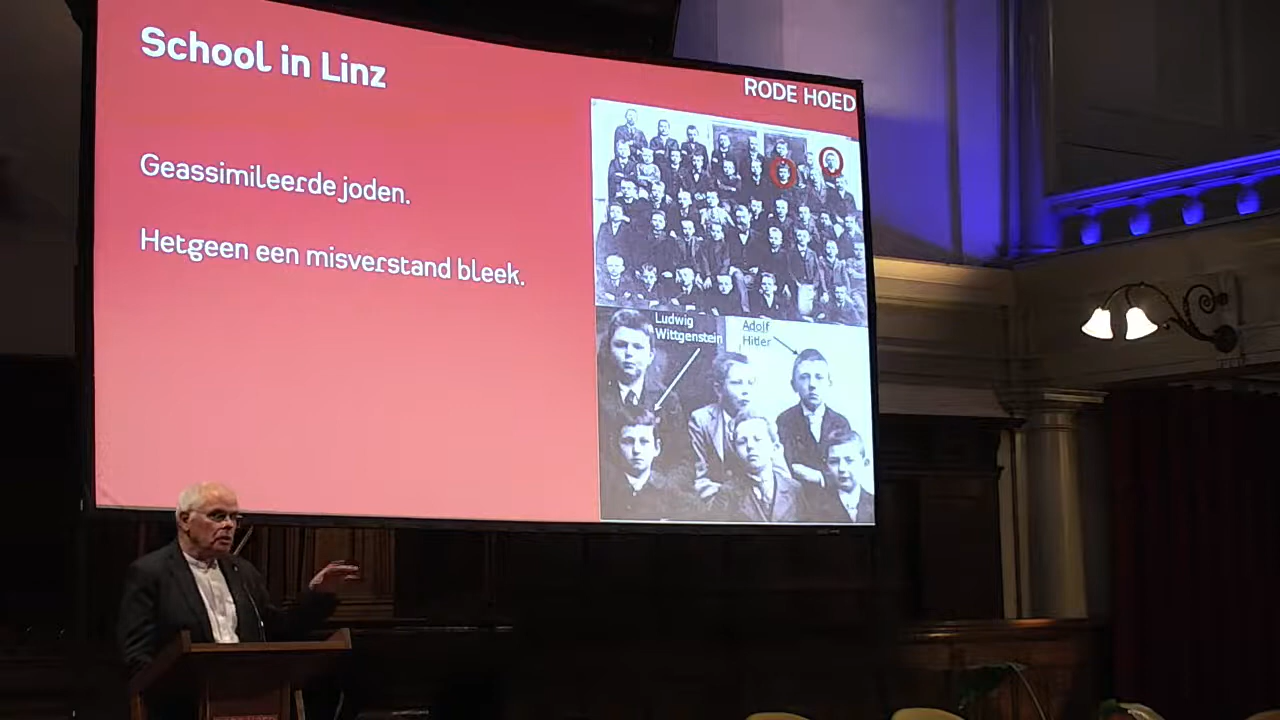 School in Linz
RODE HOED
Geassimileerde joden.
Hetgeen een misverstand bleek.
Ludwig
Wittgenstein
Adolf
Hitler